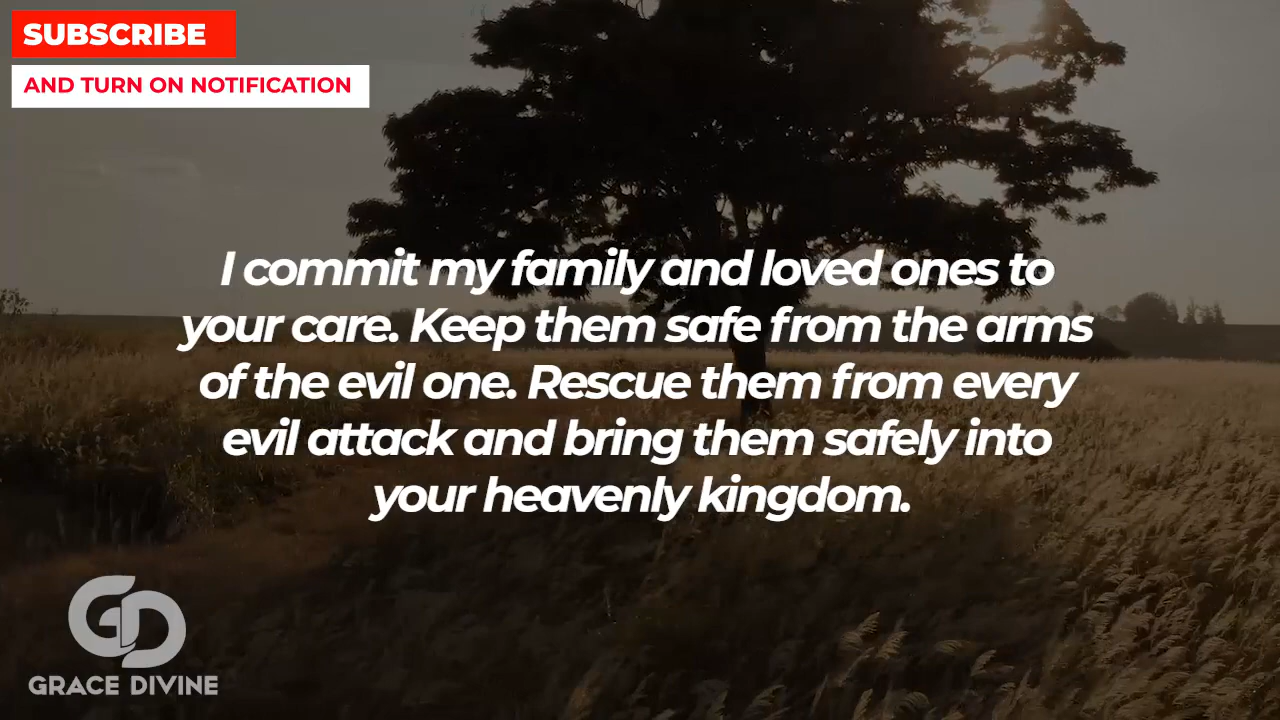 SUBSCRIBE
AND TURN ON NOTIFICATION
I commit my family and loved ones to
your care. Keep them safe from the arms
of the evil one. Rescue them from every
evil attack and bring them safely into
your heavenly kingdom.
GD
GRACE DIVINE